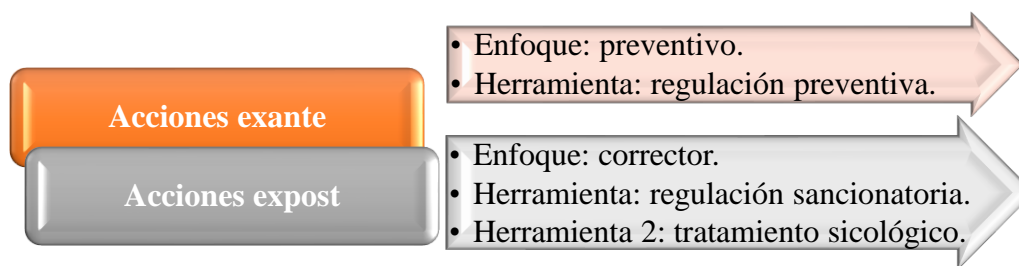 Acciones exante
• Enfoque: preventivo.
• Herramienta: regulación preventiva.
Acciones expost
• Enfoque: corrector.
• Herramienta: regulación sancionatoria.
• Herramienta 2: tratamiento sicológico.